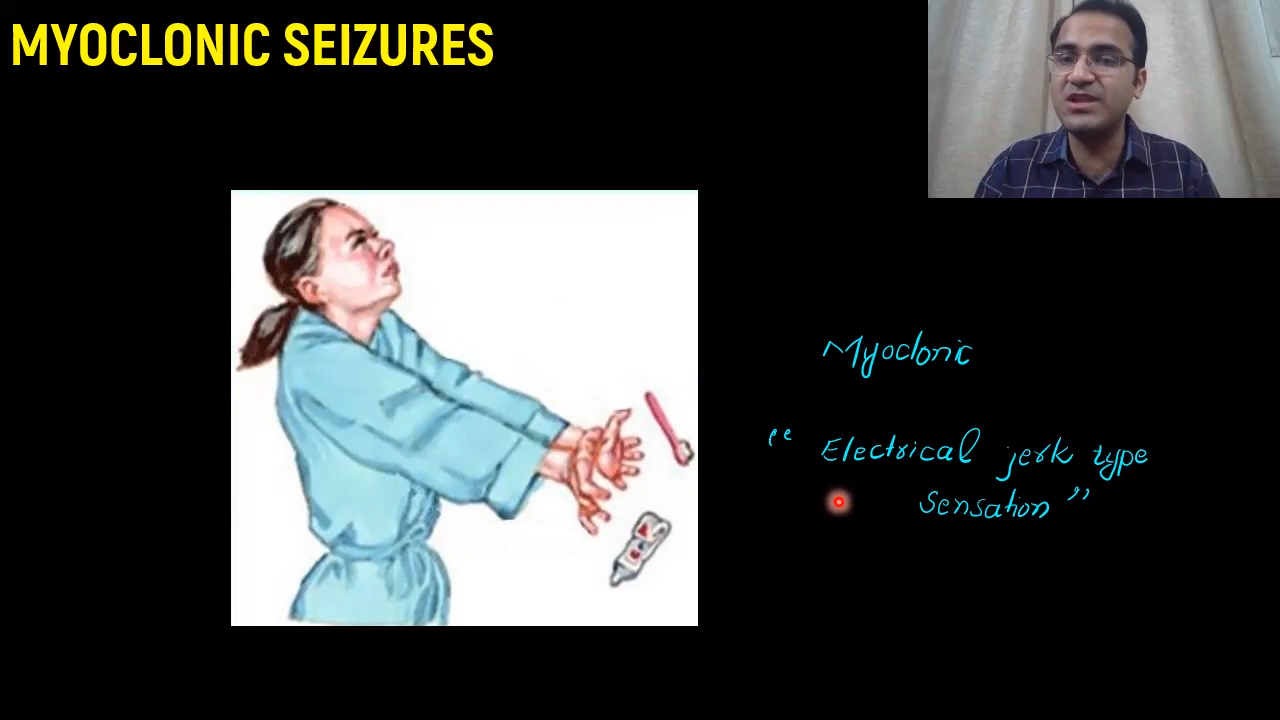 MYOCLONIC SEIZURES
Myoclonic
“ Electrical jerk type
sensation ”